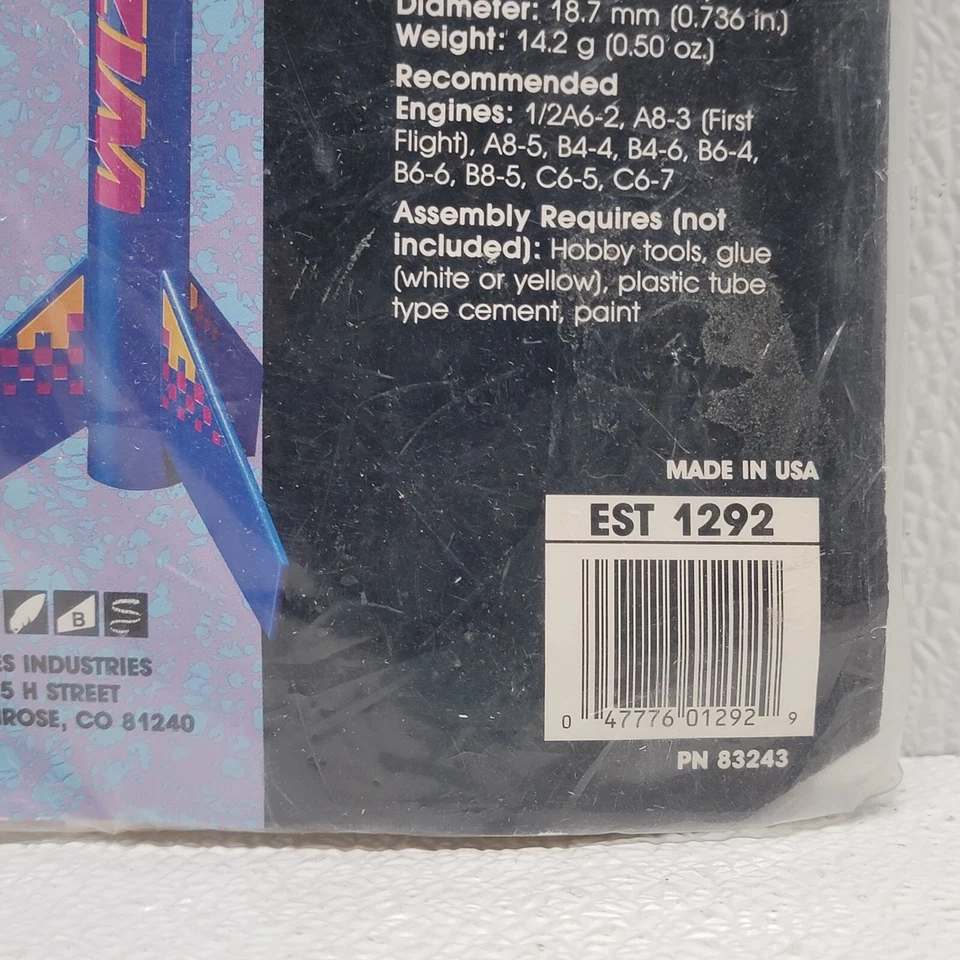 Diameter: 18.7 mm (0.736 in.)
Weight: 14.2 g (0.50 oz.)
Recommended
Engines: 1/2A6-2, A8-3 (First
Flight), A8-5, B4-4, B4-6, B6-4,
B6-6, B8-5, C6-5, C6-7
Assembly Requires (not
included): Hobby tools, glue
(white or yellow), plastic tube
type cement, paint
MADE IN USA
EST 1292
0 47776 01292 9
PN 83243
B
ES INDUSTRIES
5 H STREET
ROSE, CO 81240